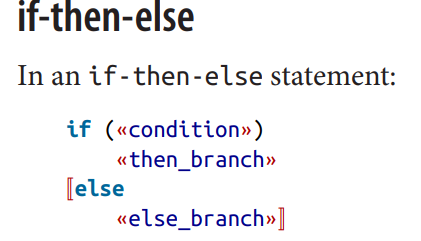 if-then-else
In an if-then-else statement:
if («condition»)
«then_branch»
⟦else
«else_branch»⟧